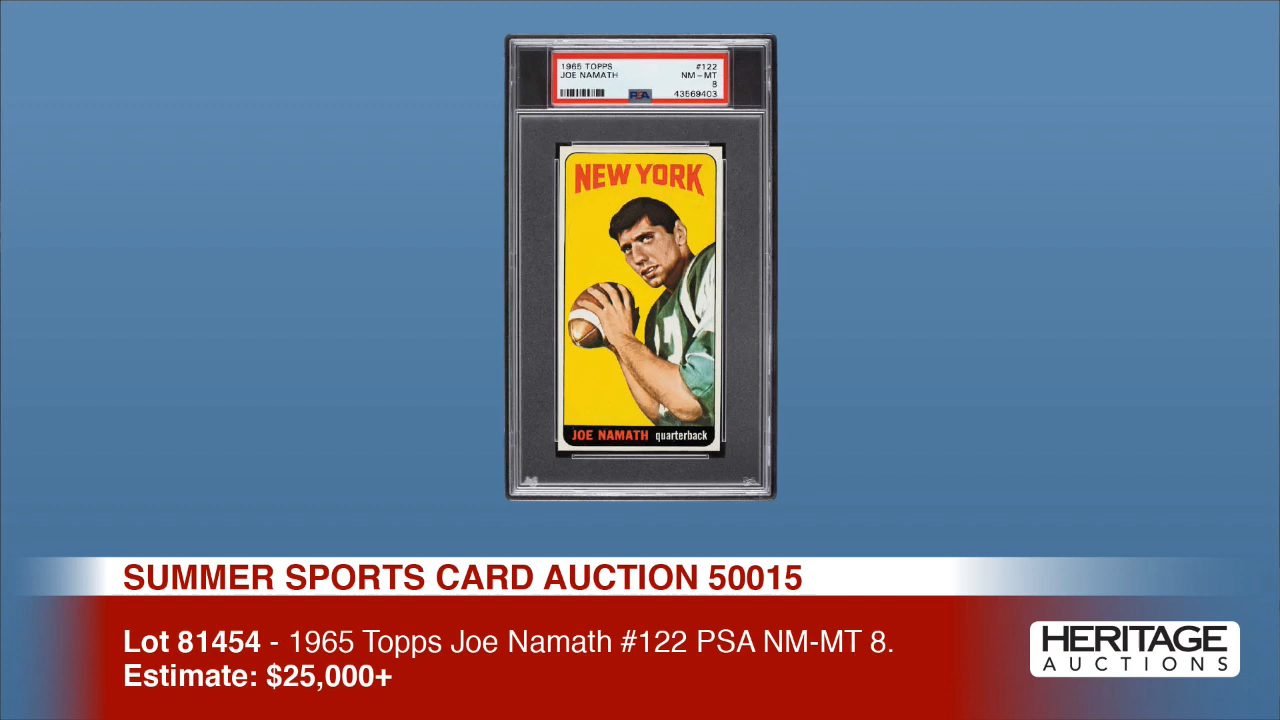 1965 TOPPS #122
JOE NAMATH NM-MT
8
PSA 43569403
NEW YORK
JOE NAMATH quarterback
SUMMER SPORTS CARD AUCTION 50015
Lot 81454 - 1965 Topps Joe Namath #122 PSA NM-MT 8.
Estimate: $25,000+
HERITAGE
AUCTIONS